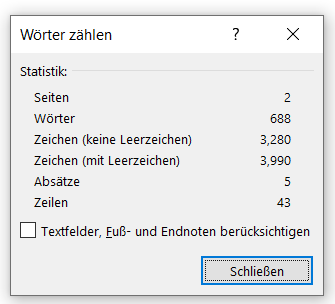 Wörter zählen ? ×
Statistik:
Seiten 2
Wörter 688
Zeichen (keine Leerzeichen) 3,280
Zeichen (mit Leerzeichen) 3,990
Absätze 5
Zeilen 43
Textfelder, Fuß- und Endnoten berücksichtigen
Schließen